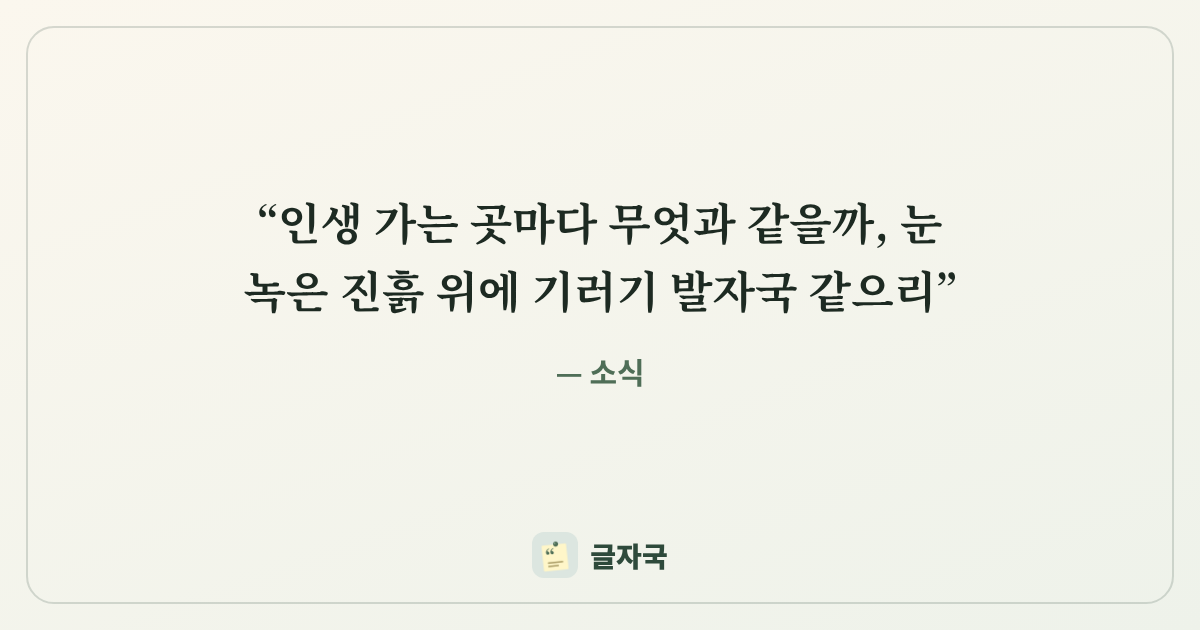 “인생 가는 곳마다 무엇과 같을까, 눈
녹은 진흙 위에 기러기 발자국 같으리”
— 소식
글자국